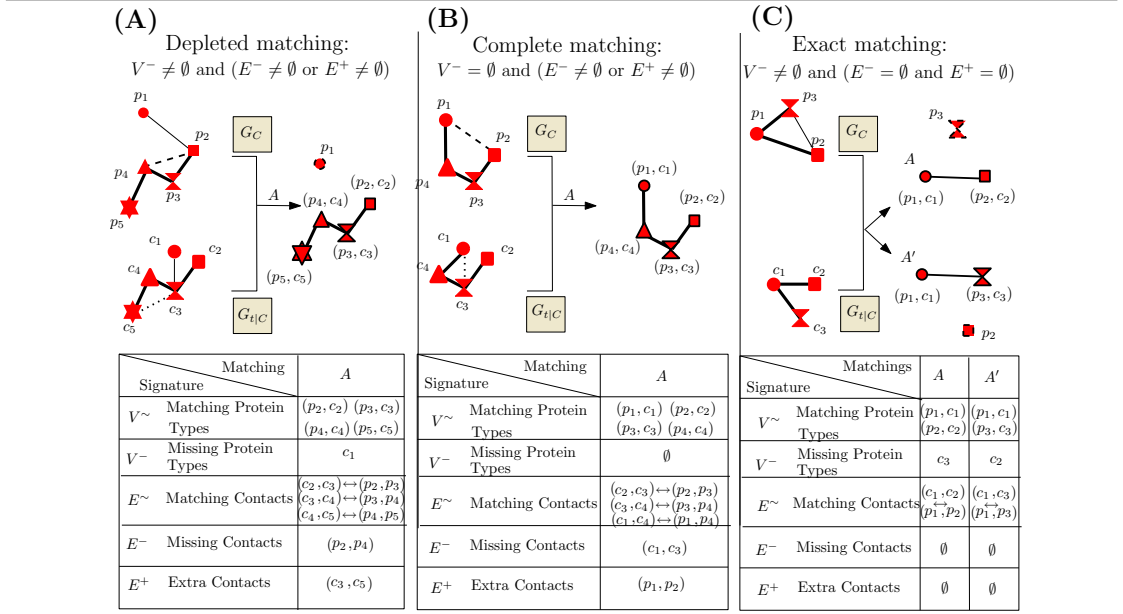 (A)
Depleted matching:
V⁻ ≠ ∅ and (E⁻ ≠ ∅ or E⁺ ≠ ∅)
p₁
p₂
p₄
p₃
p₅
G_C
A
p₁
(p₂, c₂)
(p₄, c₄)
(p₃, c₃)
(p₅, c₅)
c₁
c₂
c₄
c₃
c₅
G_{t|C}
Matching
Signature
A
V~ Matching Protein Types
(p₂, c₂) (p₃, c₃)
(p₄, c₄) (p₅, c₅)
V⁻ Missing Protein Types
c₁
E~ Matching Contacts
(c₂, c₃)↔(p₂, p₃)
(c₃, c₄)↔(p₃, p₄)
(c₄, c₅)↔(p₄, p₅)
E⁻ Missing Contacts
(p₂, p₄)
E⁺ Extra Contacts
(c₃, c₅)
(B)
Complete matching:
V⁻ = ∅ and (E⁻ ≠ ∅ or E⁺ ≠ ∅)
p₁
p₂
p₄
p₃
G_C
A
(p₁, c₁)
(p₂, c₂)
(p₄, c₄)
(p₃, c₃)
c₁
c₂
c₄
c₃
G_{t|C}
Matching
Signature
A
V~ Matching Protein Types
(p₁, c₁) (p₂, c₂)
(p₃, c₃) (p₄, c₄)
V⁻ Missing Protein Types
∅
E~ Matching Contacts
(c₂, c₃)↔(p₂, p₃)
(c₃, c₄)↔(p₃, p₄)
(c₁, c₄)↔(p₁, p₄)
E⁻ Missing Contacts
(c₁, c₃)
E⁺ Extra Contacts
(p₁, p₂)
(C)
Exact matching:
V⁻ ≠ ∅ and (E⁻ = ∅ and E⁺ = ∅)
p₃
p₁
p₂
G_C
p₃
A
(p₁, c₁)
(p₂, c₂)
A′
(p₁, c₁)
(p₃, c₃)
p₂
c₁
c₂
c₃
G_{t|C}
Matchings
Signature
A
A′
V~ Matching Protein Types
(p₁, c₁) (p₁, c₁)
(p₂, c₂) (p₃, c₃)
V⁻ Missing Protein Types
c₃ c₂
E~ Matching Contacts
(c₁, c₂) (c₁, c₃)
↔ ↔
(p₁, p₂) (p₁, p₃)
E⁻ Missing Contacts
∅ ∅
E⁺ Extra Contacts
∅ ∅